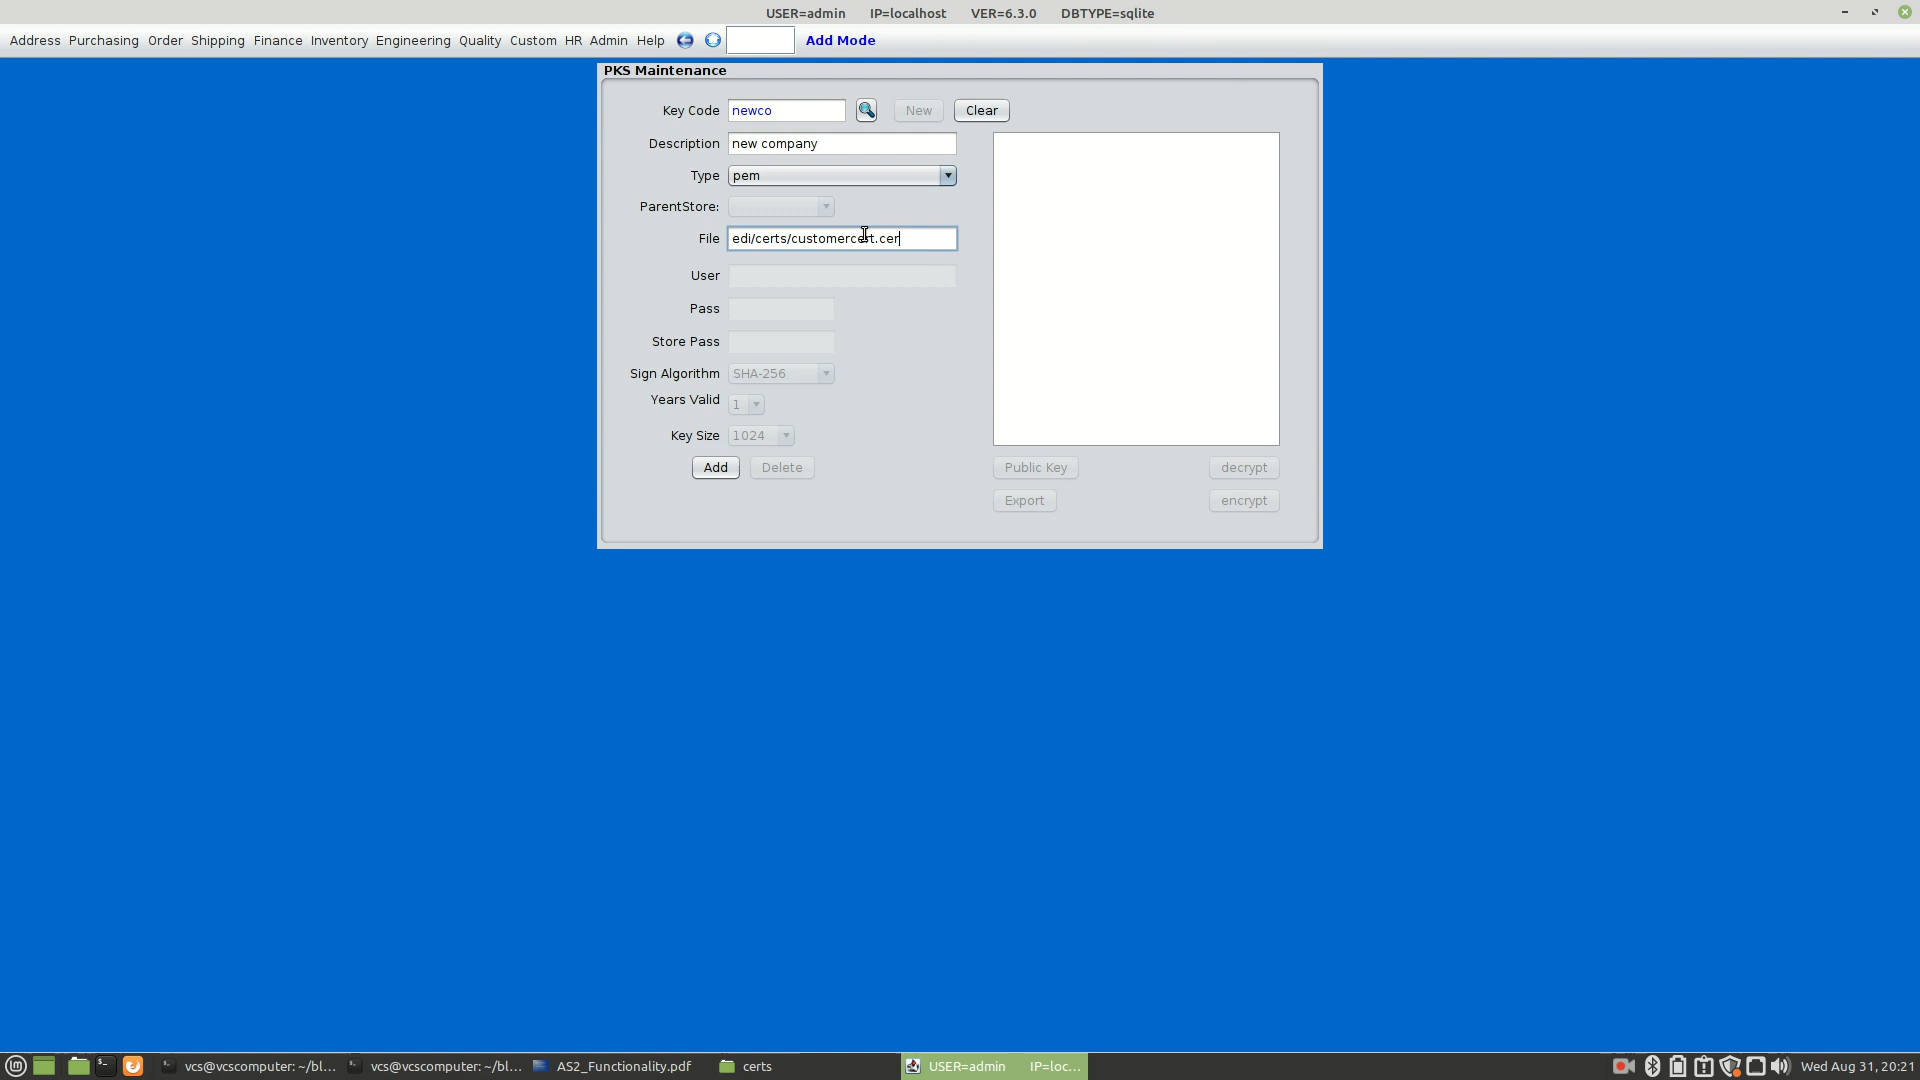 USER=admin IP=localhost VER=6.3.0 DBTYPE=sqlite
Address Purchasing Order Shipping Finance Inventory Engineering Quality Custom HR Admin Help Add Mode
PKS Maintenance
Key Code newco New Clear
Description new company
Type pem
ParentStore:
File edi/certs/customercert.cer
User
Pass
Store Pass
Sign Algorithm SHA-256
Years Valid 1
Key Size 1024
Add Delete Public Key decrypt
Export encrypt
vcs@vcscomputer: ~/bl... vcs@vcscomputer: ~/bl... AS2_Functionality.pdf certs USER=admin IP=loc... Wed Aug 31, 20:21